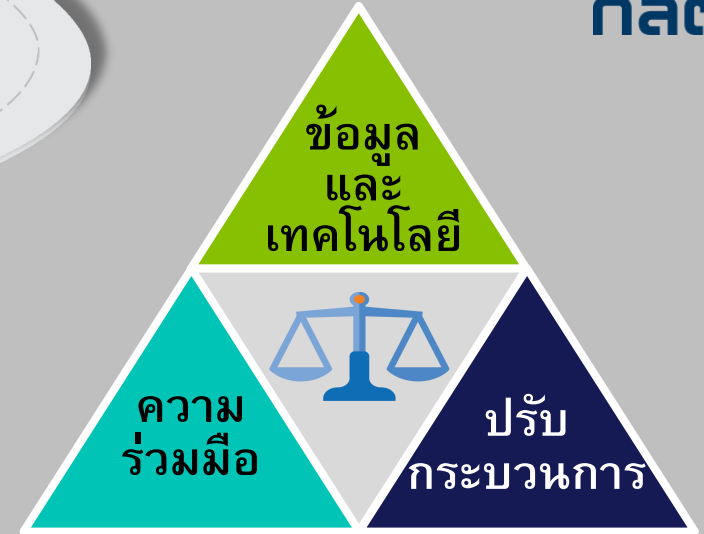 ข้อมูล
และ
เทคโนโลยี
ความ
ร่วมมือ
ปรับ
กระบวนการ